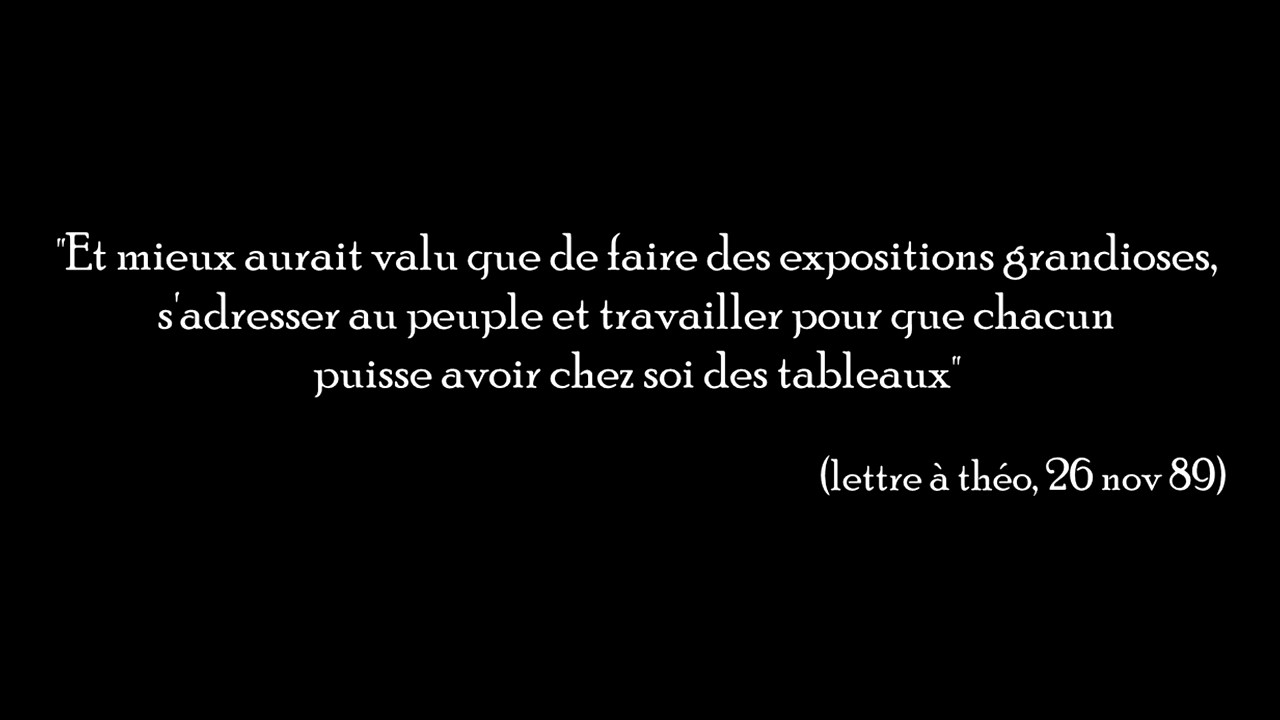 "Et mieux aurait valu que de faire des expositions grandioses,
s'adresser au peuple et travailler pour que chacun
puisse avoir chez soi des tableaux"
(lettre à théo, 26 nov 89)